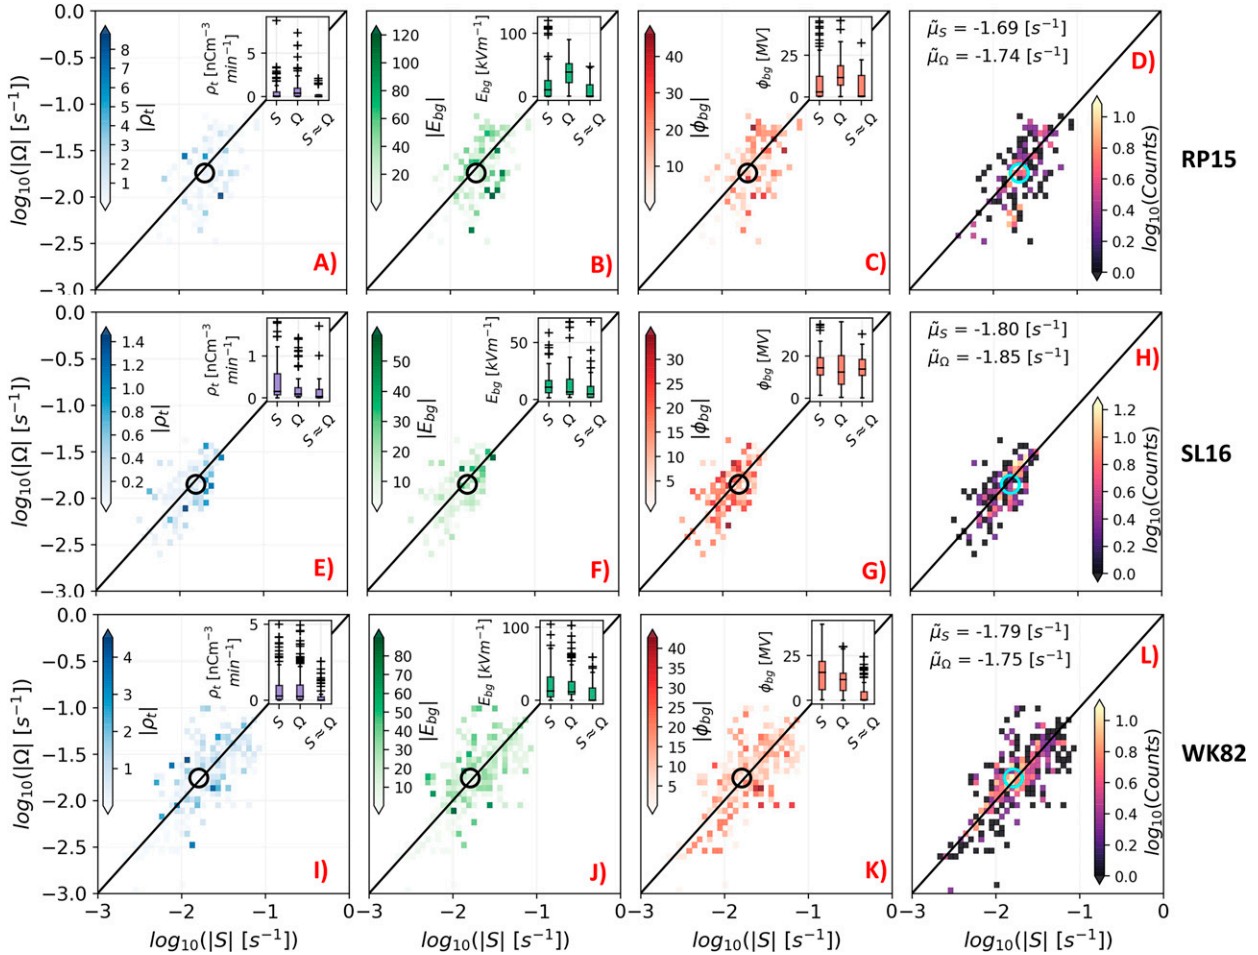 0.0
−0.5
−1.0
−1.5
−2.0
−2.5
−3.0
log10(|Ω| [s−1])
8
7
6
5
4
3
2
1
|ρt|
ρt [nCm−3
min−1]
5
0
S
Ω
S ≈ Ω
A)
120
100
80
60
40
20
|Ebg|
Ebg [kVm−1]
100
0
S
Ω
S ≈ Ω
B)
40
30
20
10
|ϕbg|
ϕbg [MV]
25
0
S
Ω
S ≈ Ω
C)
μ̃S = -1.69 [s−1]
μ̃Ω = -1.74 [s−1]
D)
1.0
0.8
0.6
0.4
0.2
0.0
log10(Counts)
RP15
0.0
−0.5
−1.0
−1.5
−2.0
−2.5
−3.0
log10(|Ω| [s−1])
1.4
1.2
1.0
0.8
0.6
0.4
0.2
|ρt|
ρt [nCm−3
min−1]
1
0
S
Ω
S ≈ Ω
E)
50
40
30
20
10
|Ebg|
Ebg [kVm−1]
50
0
S
Ω
S ≈ Ω
F)
30
25
20
15
10
5
|ϕbg|
ϕbg [MV]
20
0
S
Ω
S ≈ Ω
G)
μ̃S = -1.80 [s−1]
μ̃Ω = -1.85 [s−1]
H)
1.2
1.0
0.8
0.6
0.4
0.2
0.0
log10(Counts)
SL16
0.0
−0.5
−1.0
−1.5
−2.0
−2.5
−3.0
log10(|Ω| [s−1])
4
3
2
1
|ρt|
ρt [nCm−3
min−1]
5
0
S
Ω
S ≈ Ω
I)
80
70
60
50
40
30
20
10
|Ebg|
Ebg [kVm−1]
100
0
S
Ω
S ≈ Ω
J)
40
35
30
25
20
15
10
5
|ϕbg|
ϕbg [MV]
25
0
S
Ω
S ≈ Ω
K)
μ̃S = -1.79 [s−1]
μ̃Ω = -1.75 [s−1]
L)
1.0
0.8
0.6
0.4
0.2
0.0
log10(Counts)
WK82
−3 −2 −1 0
−3 −2 −1 0
−3 −2 −1 0
−3 −2 −1 0
log10(|S| [s−1])
log10(|S| [s−1])
log10(|S| [s−1])
log10(|S| [s−1])